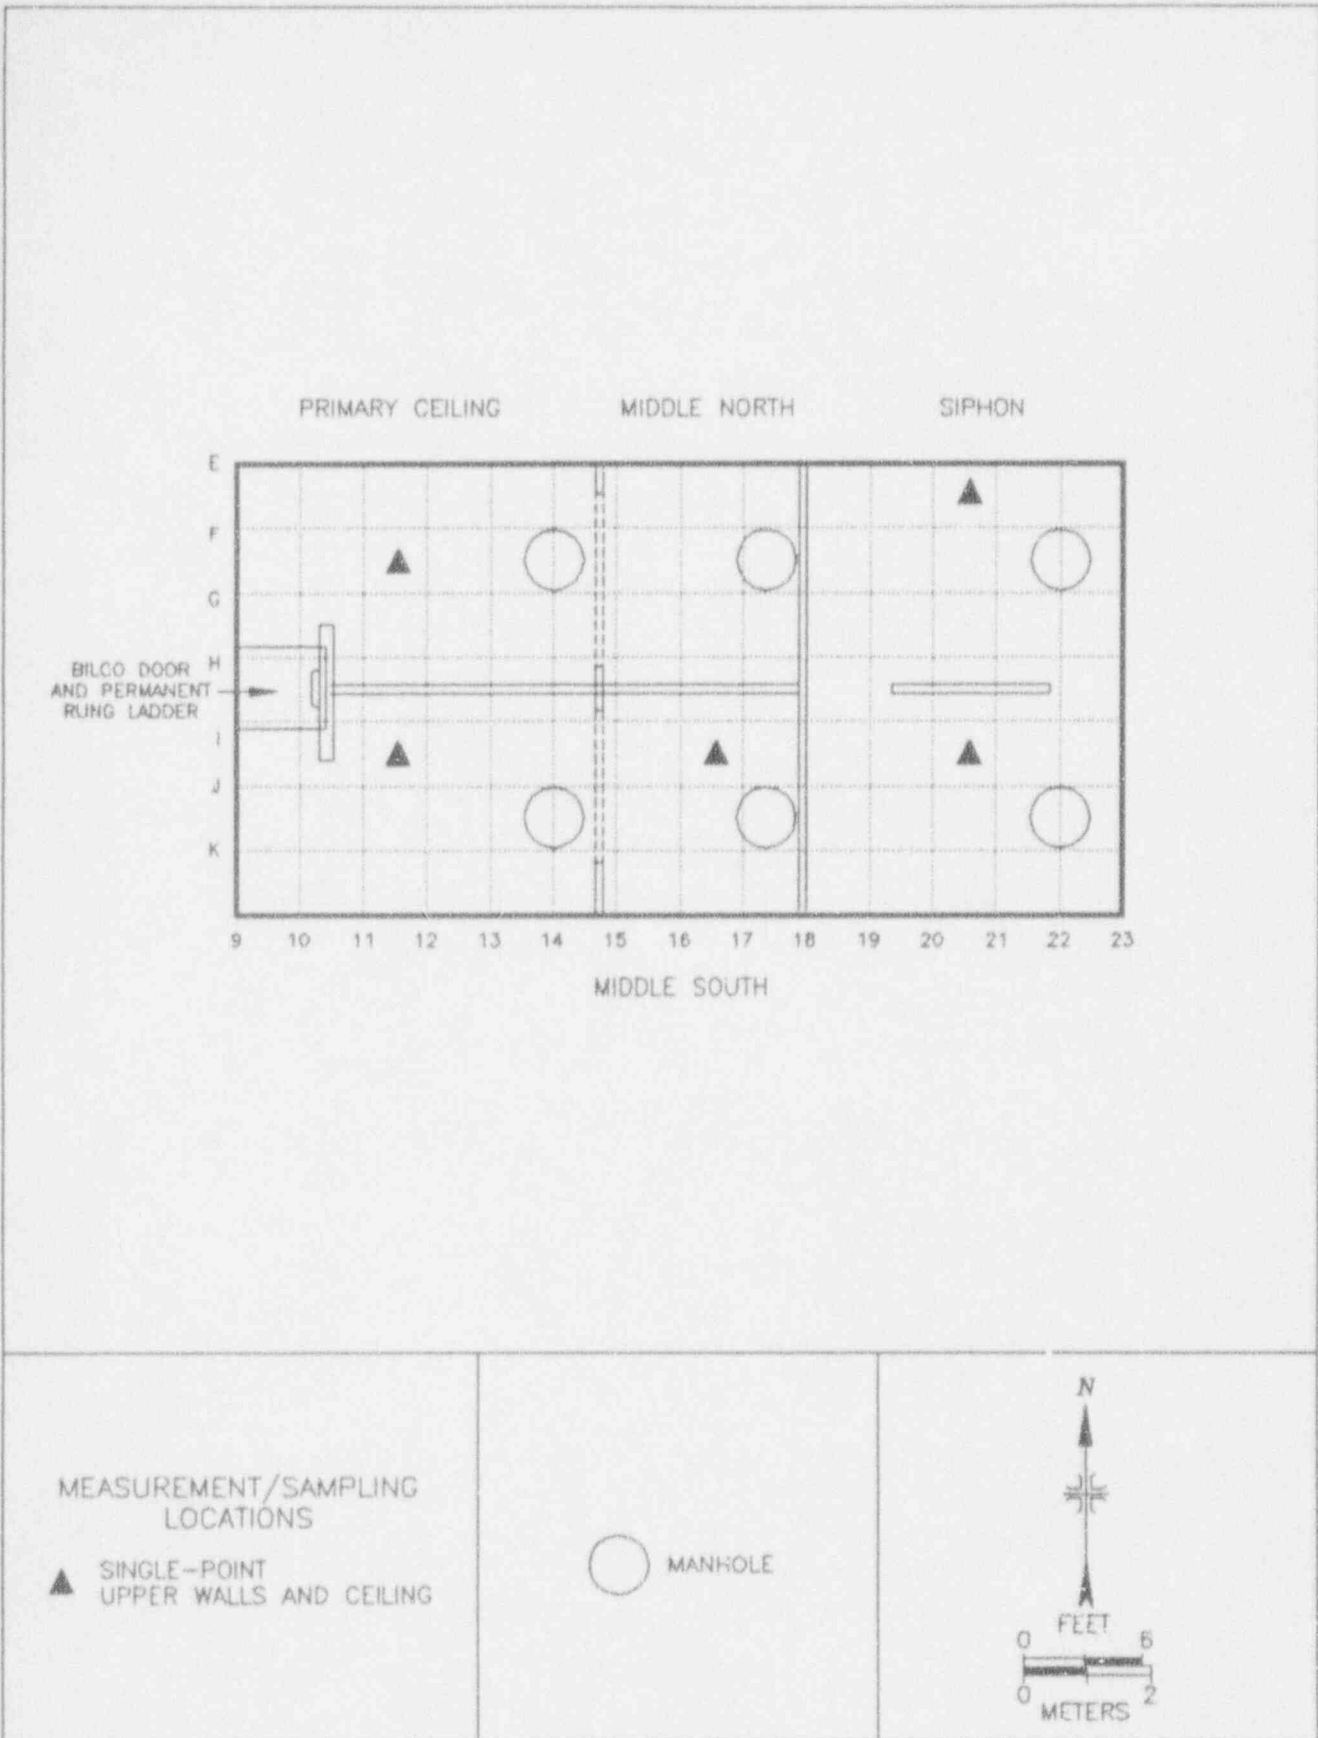 PRIMARY CEILING MIDDLE NORTH SIPHON
E
F
G
H
BILCO DOOR
AND PERMANENT
RUNG LADDER
I
J
K
9 10 11 12 13 14 15 16 17 18 19 20 21 22 23
MIDDLE SOUTH
MEASUREMENT/SAMPLING
LOCATIONS
SINGLE-POINT
UPPER WALLS AND CEILING
MANHOLE
N
FEET
0 6
0 2
METERS